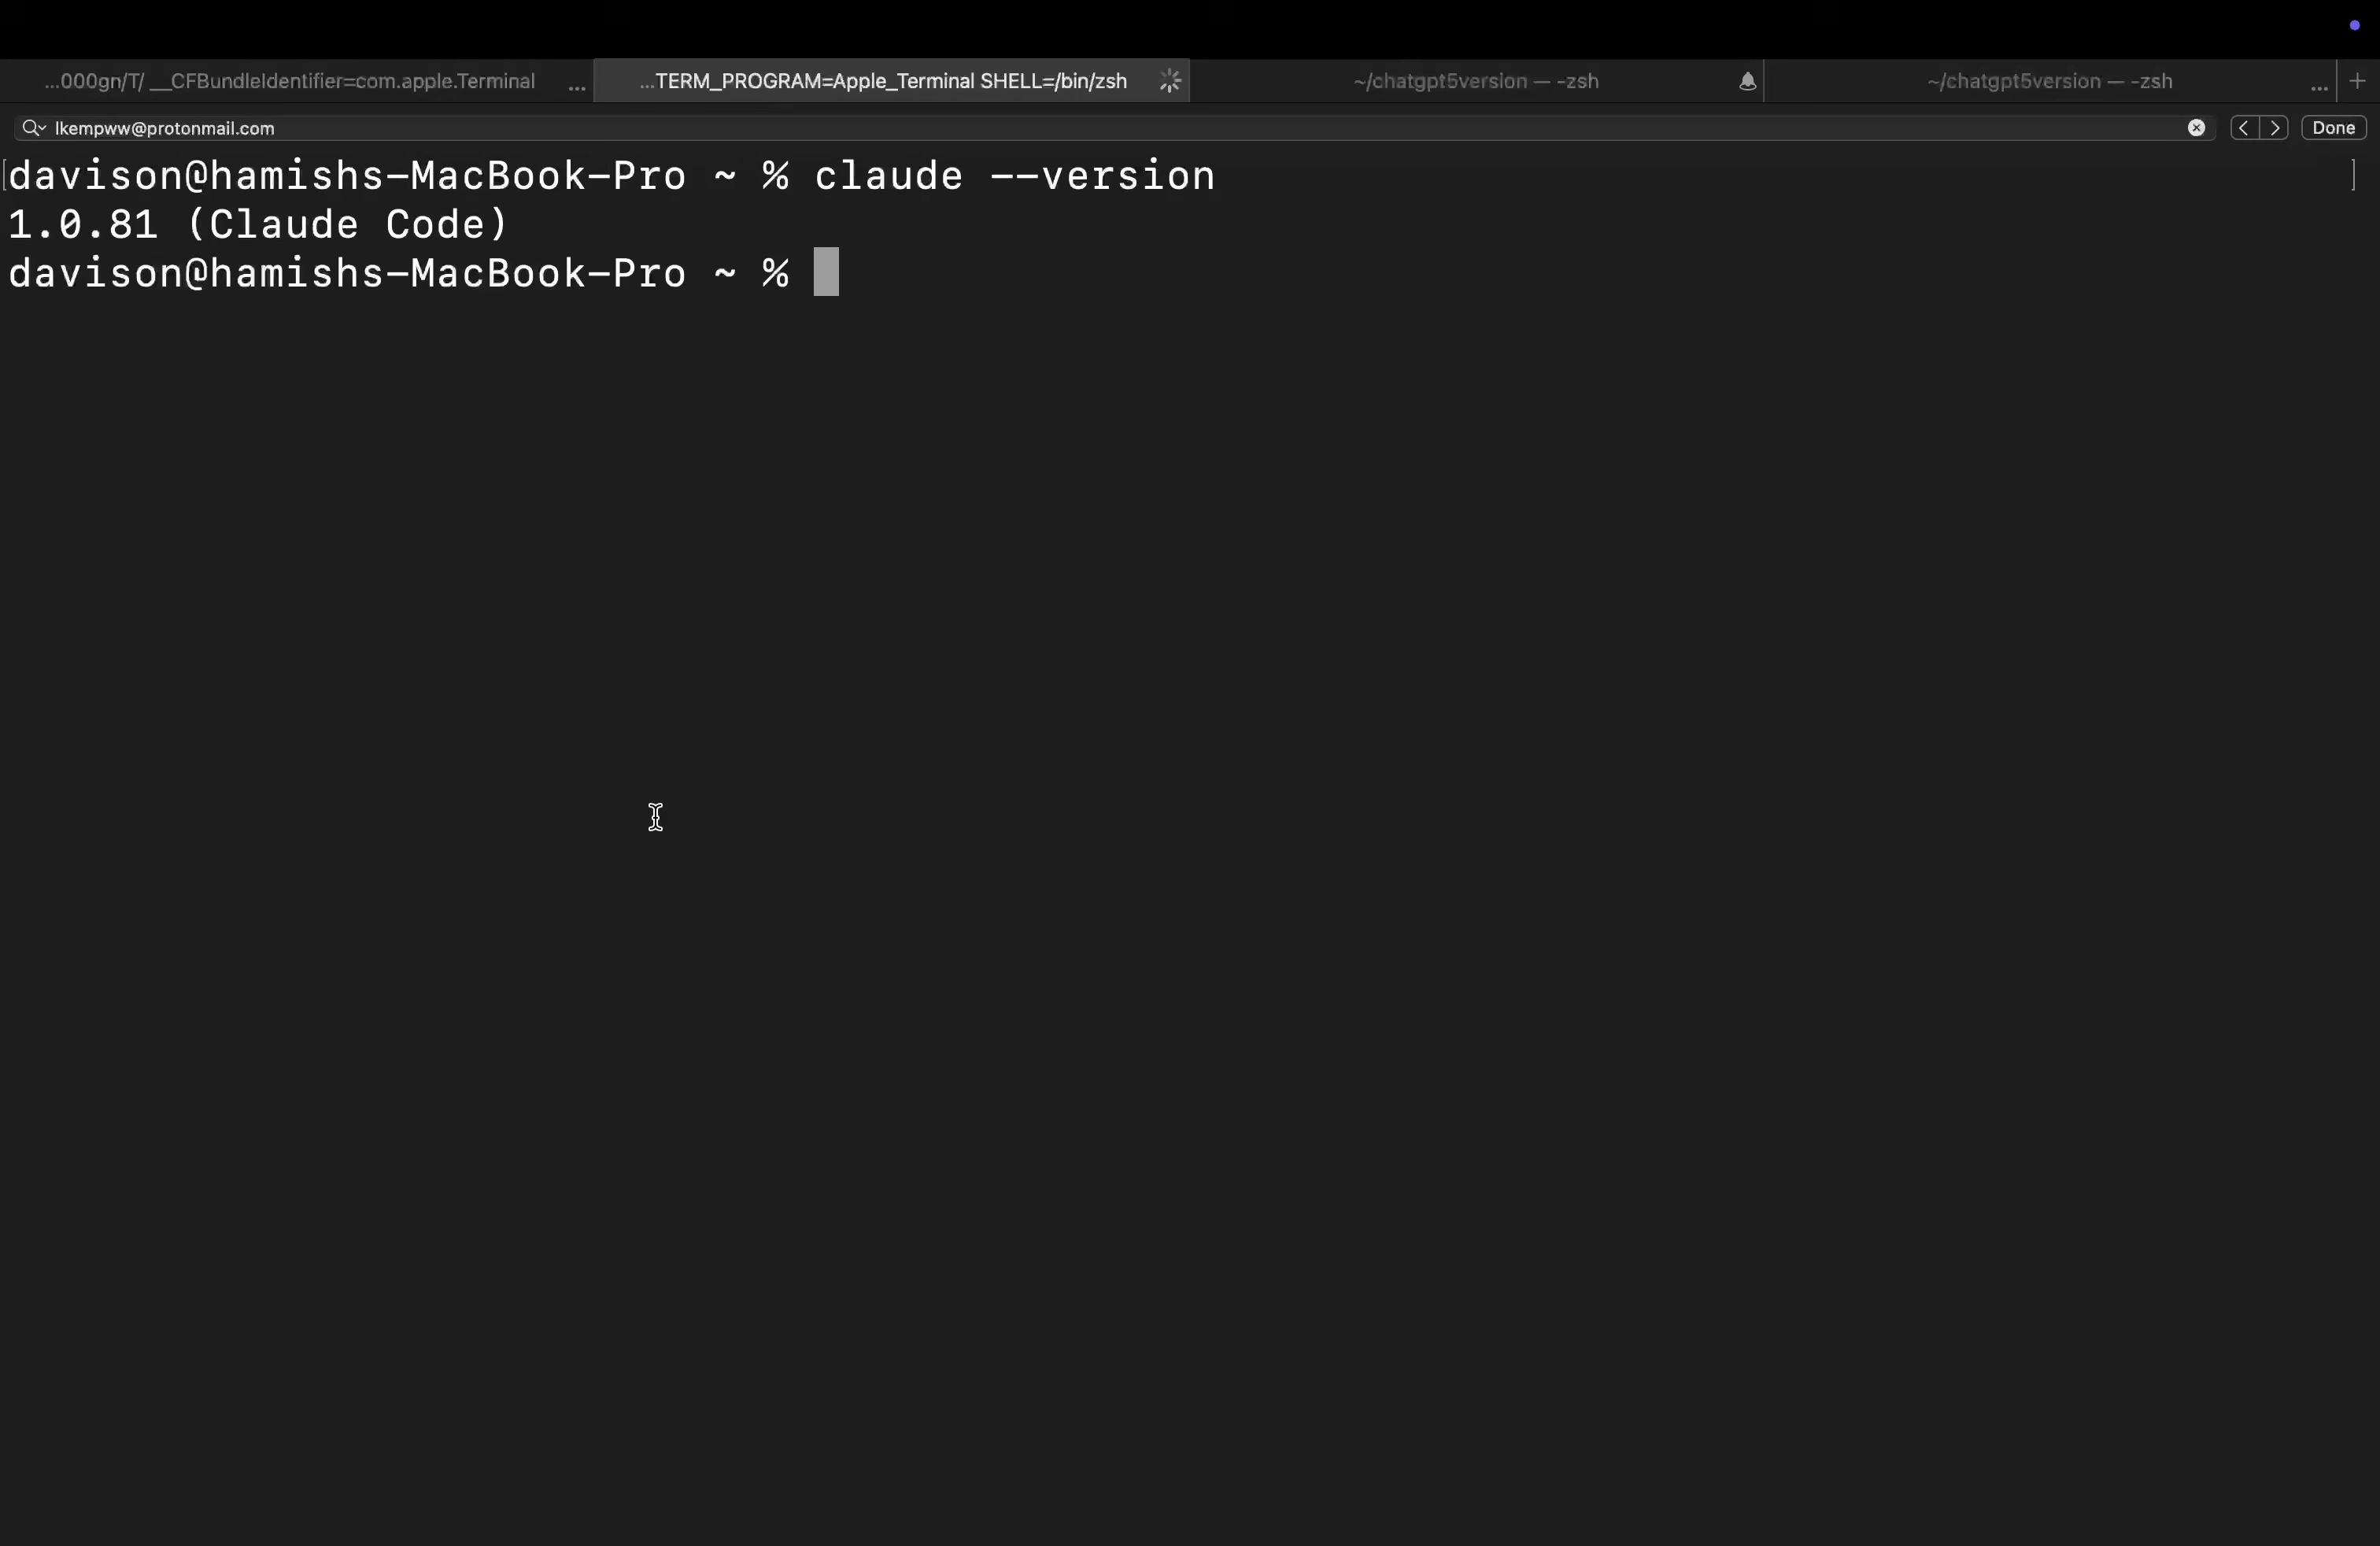 ...000gn/T/ __CFBundleIdentifier=com.apple.Terminal ... ...TERM_PROGRAM=Apple_Terminal SHELL=/bin/zsh ~/chatgpt5version — -zsh ~/chatgpt5version — -zsh ... +
lkempww@protonmail.com Done
[davison@hamishs-MacBook-Pro ~ % claude --version ]
1.0.81 (Claude Code)
davison@hamishs-MacBook-Pro ~ %